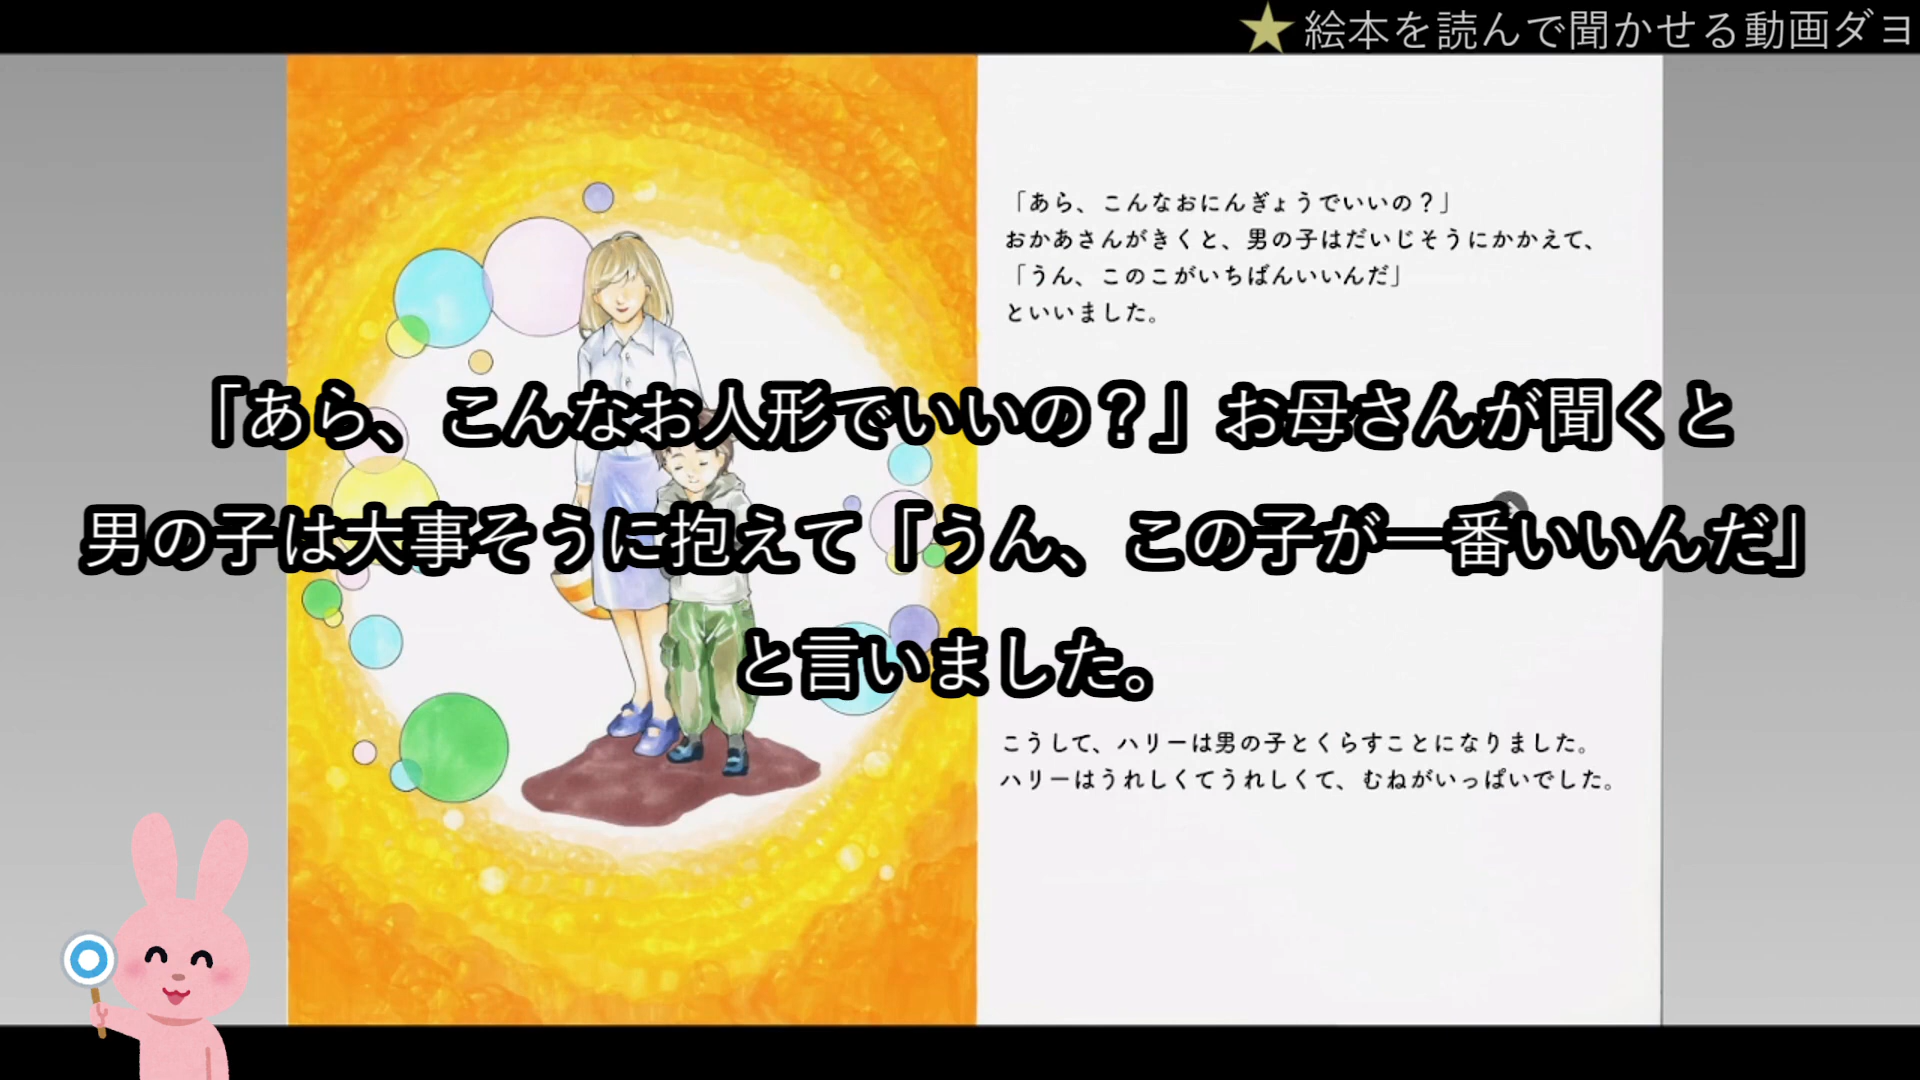 ★絵本を読んで聞かせる動画ダヨ
「あら、こんなおにんぎょうでいいの？」
おかあさんがきくと、男の子はだいじそうにかかえて、
「うん、このこがいちばんいいんだ」
といいました。
「あら、こんなお人形でいいの？」お母さんが聞くと
男の子は大事そうに抱えて「うん、この子が一番いいんだ」
と言いました。
こうして、ハリーは男の子とくらすことになりました。
ハリーはうれしくてうれしくて、むねがいっぱいでした。